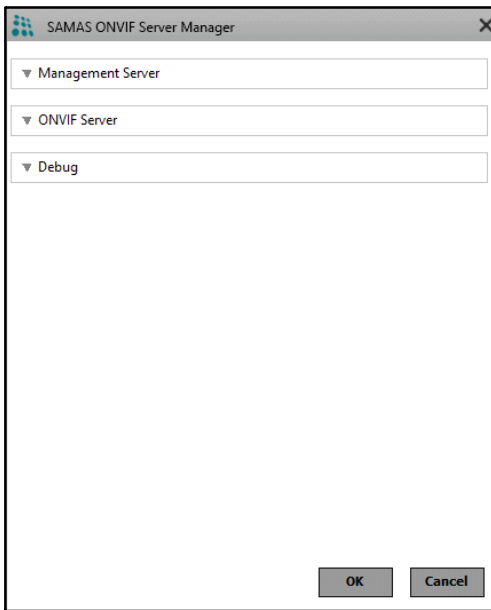 SAMAS ONVIF Server Manager
Management Server
ONVIF Server
Debug
OK Cancel